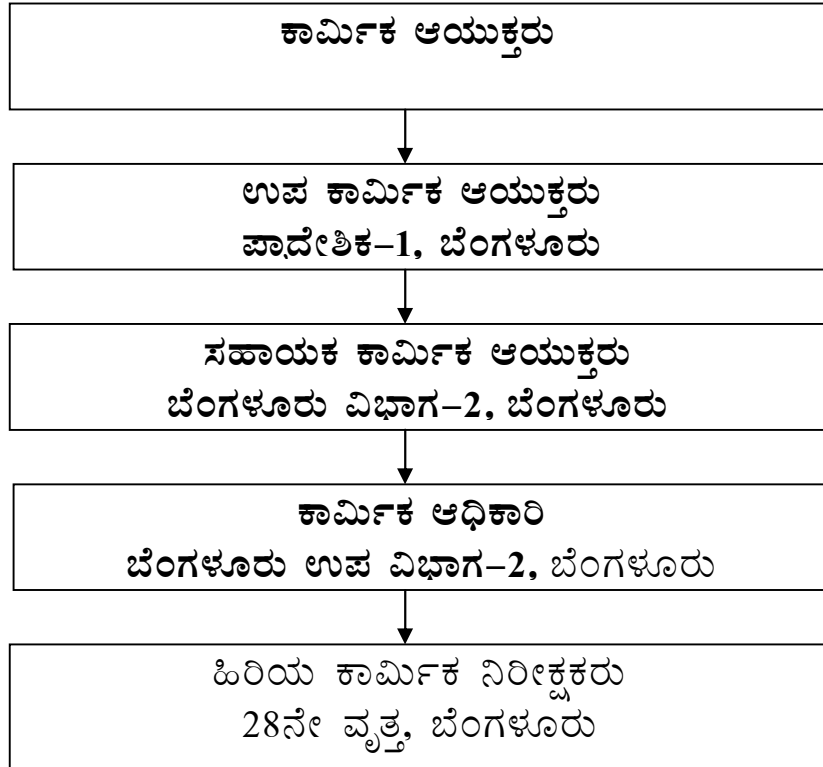 ಕಾರ್ಮಿಕ ಆಯುಕ್ತರು
ಉಪ ಕಾರ್ಮಿಕ ಆಯುಕ್ತರು
ಪ್ರಾದೇಶಿಕ–1, ಬೆಂಗಳೂರು
ಸಹಾಯಕ ಕಾರ್ಮಿಕ ಆಯುಕ್ತರು
ಬೆಂಗಳೂರು ವಿಭಾಗ–2, ಬೆಂಗಳೂರು
ಕಾರ್ಮಿಕ ಆಧಿಕಾರಿ
ಬೆಂಗಳೂರು ಉಪ ವಿಭಾಗ–2, ಬೆಂಗಳೂರು
ಹಿರಿಯ ಕಾರ್ಮಿಕ ನಿರೀಕ್ಷಕರು
28ನೇ ವೃತ್ತ, ಬೆಂಗಳೂರು